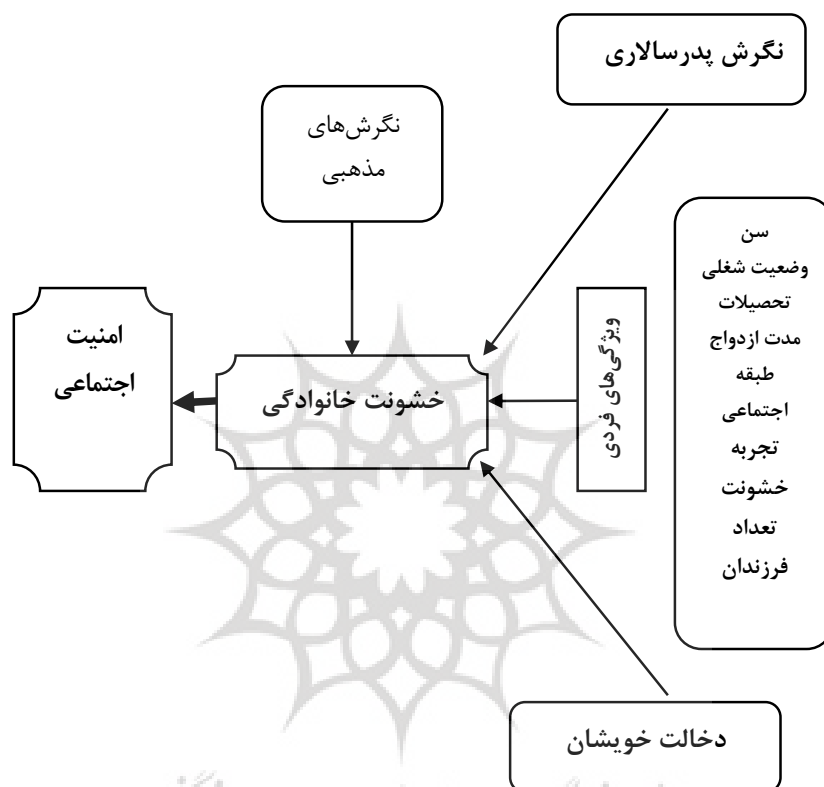 نگرش پدرسالاری
نگرش‌های
مذهبی
سن
وضعیت شغلی
تحصیلات
مدت ازدواج
طبقه
اجتماعی
تجربه
خشونت
تعداد
فرزندان
ویژگی‌های فردی
خشونت خانوادگی
امنیت
اجتماعی
دخالت خویشان